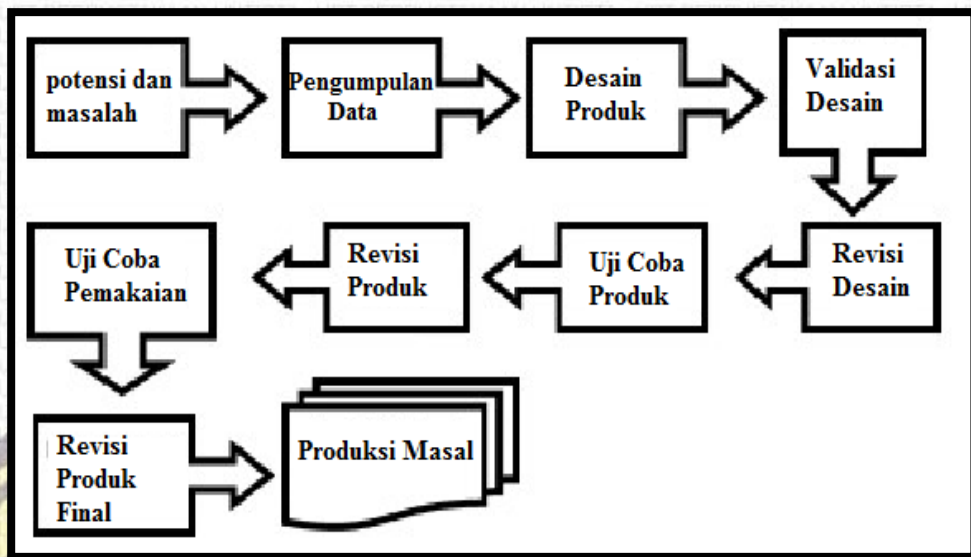 potensi dan
masalah
Pengumpulan
Data
Desain
Produk
Validasi
Desain
Revisi
Desain
Uji Coba
Produk
Revisi
Produk
Uji Coba
Pemakaian
Revisi
Produk
Final
Produksi Masal